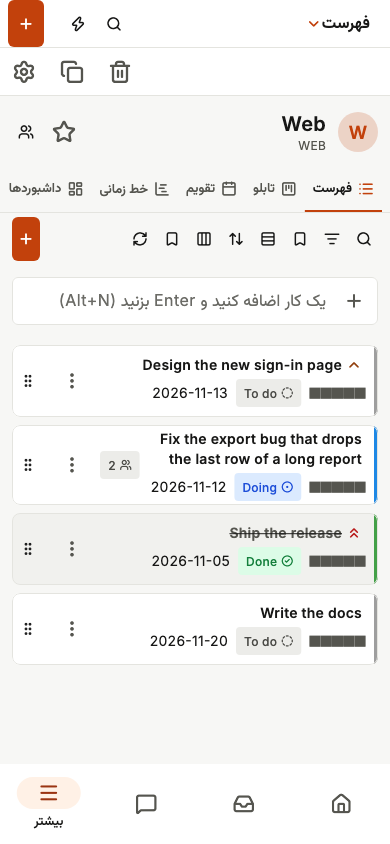 فهرست
Web
W
WEB
فهرست
تابلو
تقویم
خط زمانی
داشبوردها
یک کار اضافه کنید و Enter بزنید (Alt+N)
Design the new sign-in page
To do
2026-11-13
Fix the export bug that drops
the last row of a long report
2
Doing
2026-11-12
Ship the release
Done
2026-11-05
Write the docs
To do
2026-11-20
بیشتر